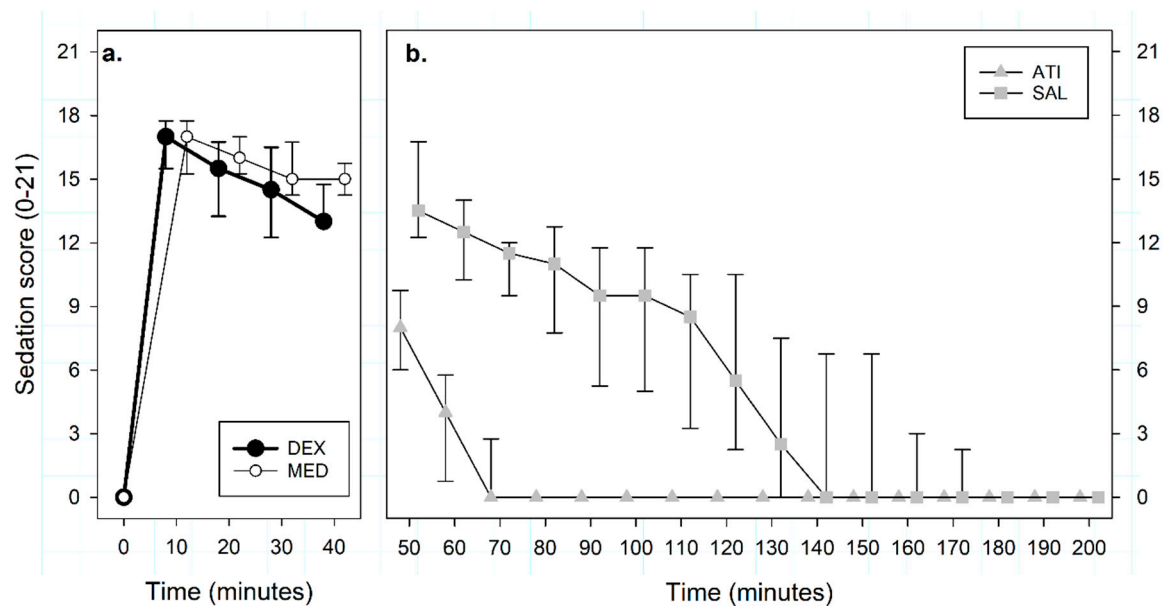 a.
b.
21
18
15
12
9
6
3
0
Sedation score (0-21)
DEX
MED
0 10 20 30 40
Time (minutes)
ATI
SAL
21
18
15
12
9
6
3
0
50 60 70 80 90 100 110 120 130 140 150 160 170 180 190 200
Time (minutes)